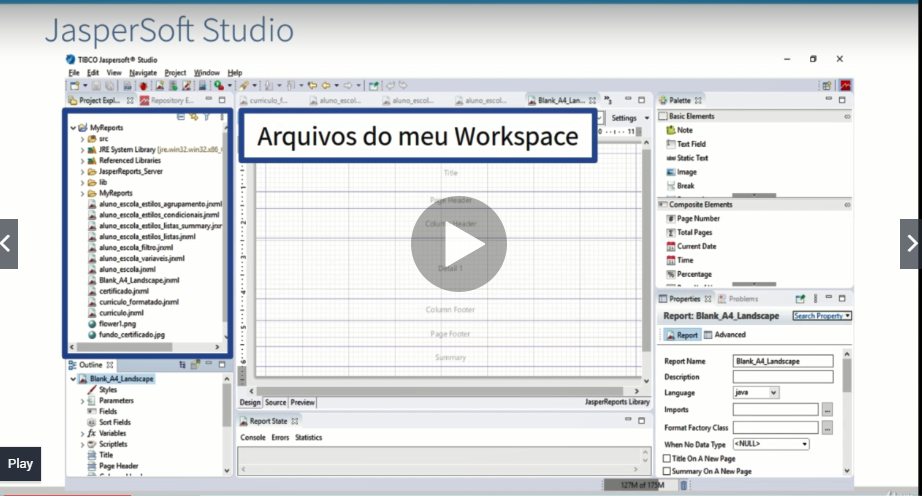 JasperSoft Studio
TIBCO Jaspersoft® Studio
File Edit View Navigate Project Window Help
Project Expl... Repository E...
MyReports
src
JRE System Library [jre.win32.win32.x86_
Referenced Libraries
JasperReports_Server
lib
MyReports
aluno_escola_estilos_agrupamento.jrxml
aluno_escola_estilos_condicionais.jrxml
aluno_escola_estilos_listas_summary.jrxr
aluno_escola_estilos_listas.jrxml
aluno_escola_filtro.jrxml
aluno_escola_variaveis.jrxml
aluno_escola.jrxml
Blank_A4_Landscape.jrxml
certificado.jrxml
curriculo_formatado.jrxml
curriculo.jrxml
flower1.png
fundo_certificado.jpg
Outline
Blank_A4_Landscape
Styles
Parameters
Fields
Sort Fields
Variables
Scriptlets
Title
Page Header
curriculo_f... aluno_escol... aluno_escol... aluno_escol... Blank_A4_Lan...
Settings
Arquivos do meu Workspace
Title
Page Header
Column Header
Detail 1
Column Footer
Page Footer
Summary
Design Source Preview
JasperReports Library
Report State
Console Errors Statistics
127M of 175M
Palette
Basic Elements
Note
Text Field
Static Text
Image
Break
Composite Elements
Page Number
Total Pages
Current Date
Time
Percentage
Properties Problems
Report: Blank_A4_Landscape
Search Property
Report Advanced
Report Name Blank_A4_Landscape
Description
Language java
Imports
Format Factory Class
When No Data Type <NULL>
Title On A New Page
Summary On A New Page
Play